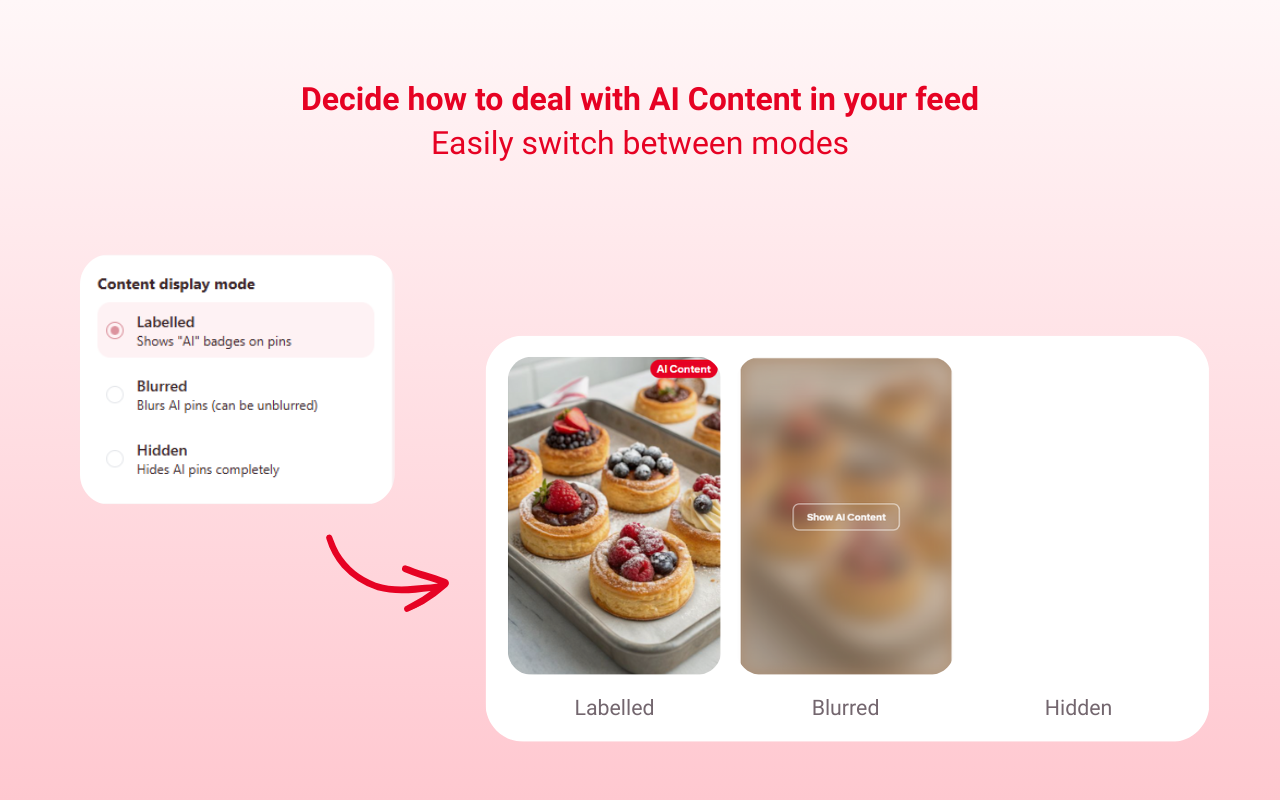 Decide how to deal with AI Content in your feed
Easily switch between modes
Content display mode
Labelled
Shows "AI" badges on pins
Blurred
Blurs AI pins (can be unblurred)
Hidden
Hides AI pins completely
AI Content
Show AI Content
Labelled
Blurred
Hidden